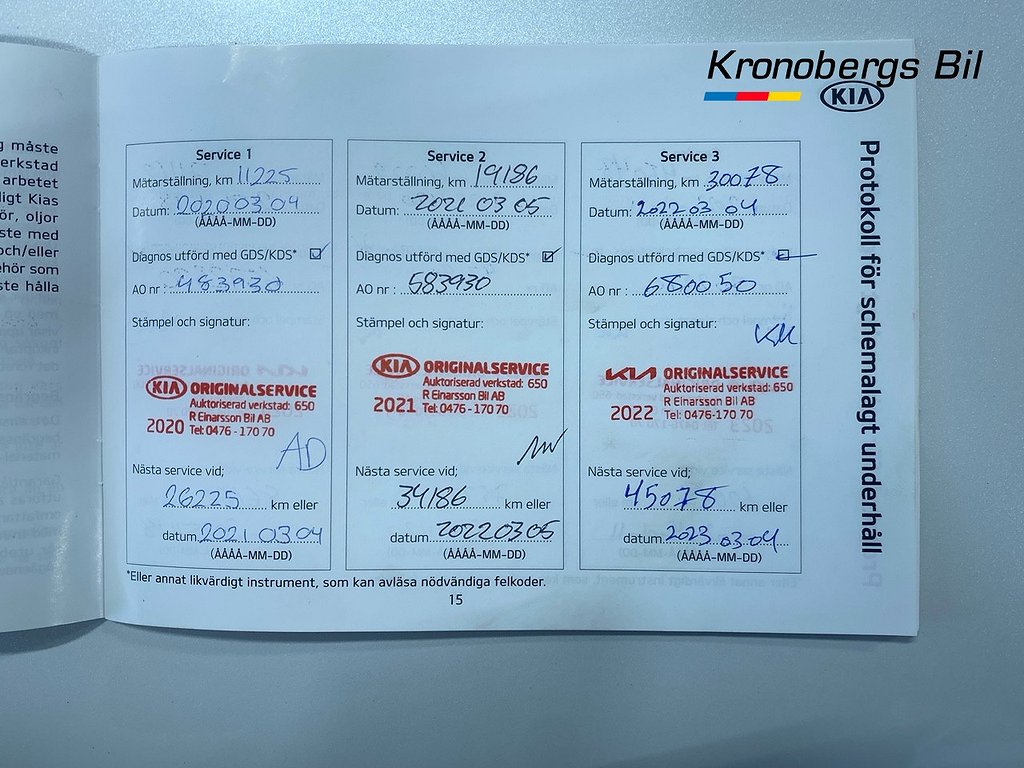 Kronobergs Bil
KIA
g måste
erkstad
arbetet
ligt Kias
ör, oljor
ste med
och/eller
ehör som
ste hålla
Protokoll för schemalagt underhåll
Service 1
Mätarställning, km 11225
Datum: 2020 03 04
(ÅÅÅÅ-MM-DD)
Diagnos utförd med GDS/KDS*
AO nr : 483930
Stämpel och signatur:
KIA ORIGINALSERVICE
Auktoriserad verkstad: 650
R Einarsson Bil AB
2020 Tel: 0476 - 170 70
AD
Nästa service vid;
26225 km eller
datum 2021 03 04
(ÅÅÅÅ-MM-DD)
Service 2
Mätarställning, km 19186
Datum: 2021 03 05
(ÅÅÅÅ-MM-DD)
Diagnos utförd med GDS/KDS*
AO nr : 583930
Stämpel och signatur:
KIA ORIGINALSERVICE
Auktoriserad verkstad: 650
R Einarsson Bil AB
2021 Tel: 0476 - 170 70
Nästa service vid;
34186 km eller
datum 2022 03 05
(ÅÅÅÅ-MM-DD)
Service 3
Mätarställning, km 30078
Datum: 2022 03 04
(ÅÅÅÅ-MM-DD)
Diagnos utförd med GDS/KDS*
AO nr : 680050
Stämpel och signatur:
KIA ORIGINALSERVICE
Auktoriserad verkstad: 650
R Einarsson Bil AB
2022 Tel: 0476-170 70
Nästa service vid;
45078 km eller
datum 2023 03 04
(ÅÅÅÅ-MM-DD)
*Eller annat likvärdigt instrument, som kan avläsa nödvändiga felkoder.
15